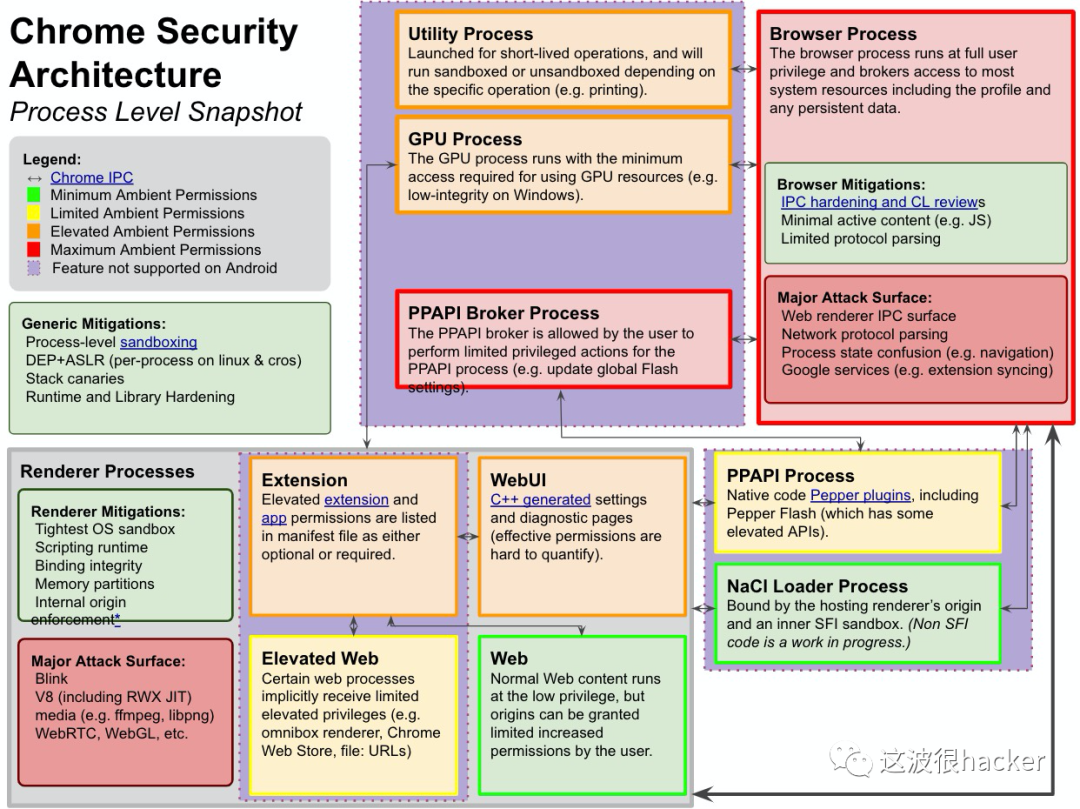 Chrome Security
Architecture
Process Level Snapshot
Legend:
↔ Chrome IPC
Minimum Ambient Permissions
Limited Ambient Permissions
Elevated Ambient Permissions
Maximum Ambient Permissions
Feature not supported on Android
Generic Mitigations:
Process-level sandboxing
DEP+ASLR (per-process on linux & cros)
Stack canaries
Runtime and Library Hardening
Utility Process
Launched for short-lived operations, and will
run sandboxed or unsandboxed depending on
the specific operation (e.g. printing).
GPU Process
The GPU process runs with the minimum
access required for using GPU resources (e.g.
low-integrity on Windows).
PPAPI Broker Process
The PPAPI broker is allowed by the user to
perform limited privileged actions for the
PPAPI process (e.g. update global Flash
settings).
Browser Process
The browser process runs at full user
privilege and brokers access to most
system resources including the profile and
any persistent data.
Browser Mitigations:
IPC hardening and CL reviews
Minimal active content (e.g. JS)
Limited protocol parsing
Major Attack Surface:
Web renderer IPC surface
Network protocol parsing
Process state confusion (e.g. navigation)
Google services (e.g. extension syncing)
Renderer Processes
Renderer Mitigations:
Tightest OS sandbox
Scripting runtime
Binding integrity
Memory partitions
Internal origin
enforcement*
Major Attack Surface:
Blink
V8 (including RWX JIT)
media (e.g. ffmpeg, libpng)
WebRTC, WebGL, etc.
Extension
Elevated extension and
app permissions are listed
in manifest file as either
optional or required.
WebUI
C++ generated settings
and diagnostic pages
(effective permissions are
hard to quantify).
Elevated Web
Certain web processes
implicitly receive limited
elevated privileges (e.g.
omnibox renderer, Chrome
Web Store, file: URLs)
Web
Normal Web content runs
at the low privilege, but
origins can be granted
limited increased
permissions by the user.
PPAPI Process
Native code Pepper plugins, including
Pepper Flash (which has some
elevated APIs).
NaCl Loader Process
Bound by the hosting renderer's origin
and an inner SFI sandbox. (Non SFI
code is a work in progress.)
这波很hacker